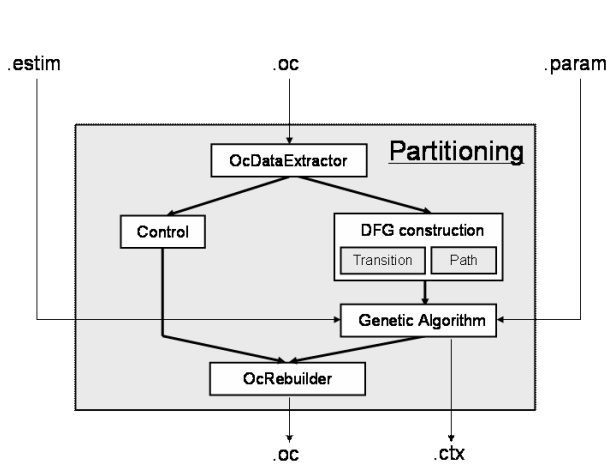 .estim
.oc
.param
Partitioning
OcDataExtractor
Control
DFG construction
Transition
Path
Genetic Algorithm
OcRebuilder
.oc
.ctx